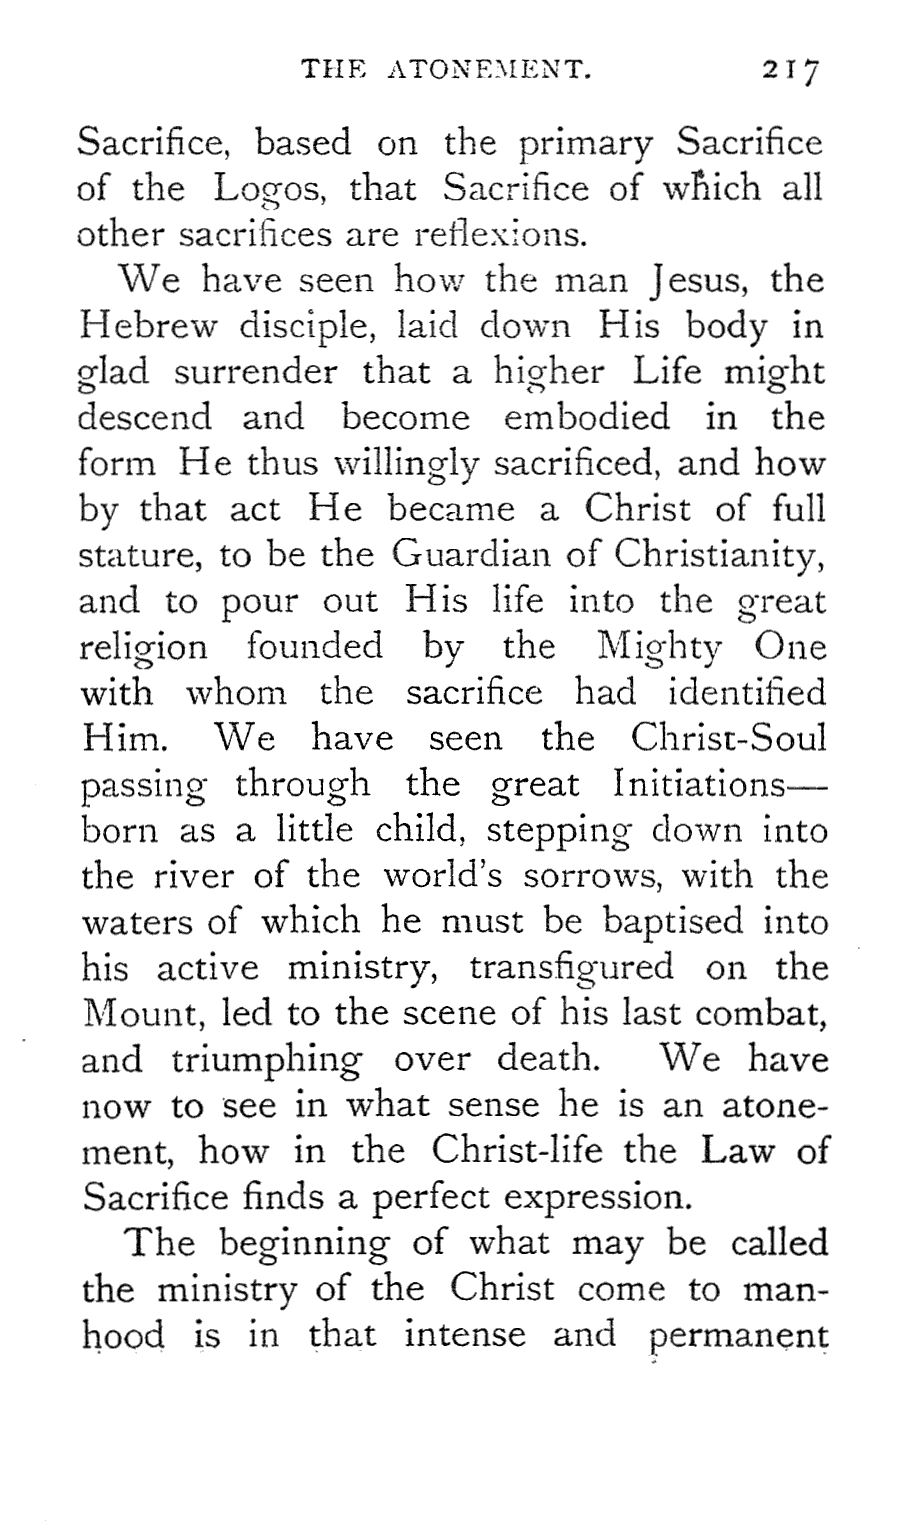 THE ATONEMENT. 217
Sacrifice, based on the primary Sacrifice
of the Logos, that Sacrifice of which all
other sacrifices are reflexions.
We have seen how the man Jesus, the
Hebrew disciple, laid down His body in
glad surrender that a higher Life might
descend and become embodied in the
form He thus willingly sacrificed, and how
by that act He became a Christ of full
stature, to be the Guardian of Christianity,
and to pour out His life into the great
religion founded by the Mighty One
with whom the sacrifice had identified
Him. We have seen the Christ-Soul
passing through the great Initiations—
born as a little child, stepping down into
the river of the world's sorrows, with the
waters of which he must be baptised into
his active ministry, transfigured on the
Mount, led to the scene of his last combat,
and triumphing over death. We have
now to see in what sense he is an atone-
ment, how in the Christ-life the Law of
Sacrifice finds a perfect expression.
The beginning of what may be called
the ministry of the Christ come to man-
hood is in that intense and permanent